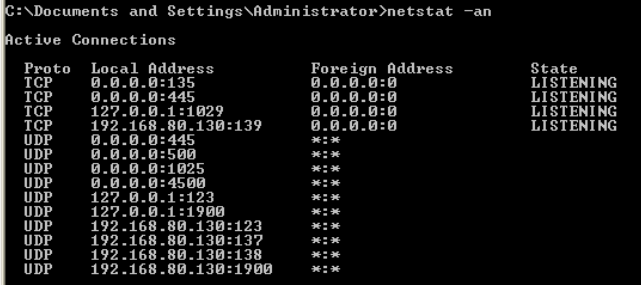 C:\Documents and Settings\Administrator>netstat -an
Active Connections
Proto Local Address Foreign Address State
TCP 0.0.0.0:135 0.0.0.0:0 LISTENING
TCP 0.0.0.0:445 0.0.0.0:0 LISTENING
TCP 127.0.0.1:1029 0.0.0.0:0 LISTENING
TCP 192.168.80.130:139 0.0.0.0:0 LISTENING
UDP 0.0.0.0:445 *:*
UDP 0.0.0.0:500 *:*
UDP 0.0.0.0:1025 *:*
UDP 0.0.0.0:4500 *:*
UDP 127.0.0.1:123 *:*
UDP 127.0.0.1:1900 *:*
UDP 192.168.80.130:123 *:*
UDP 192.168.80.130:137 *:*
UDP 192.168.80.130:138 *:*
UDP 192.168.80.130:1900 *:*